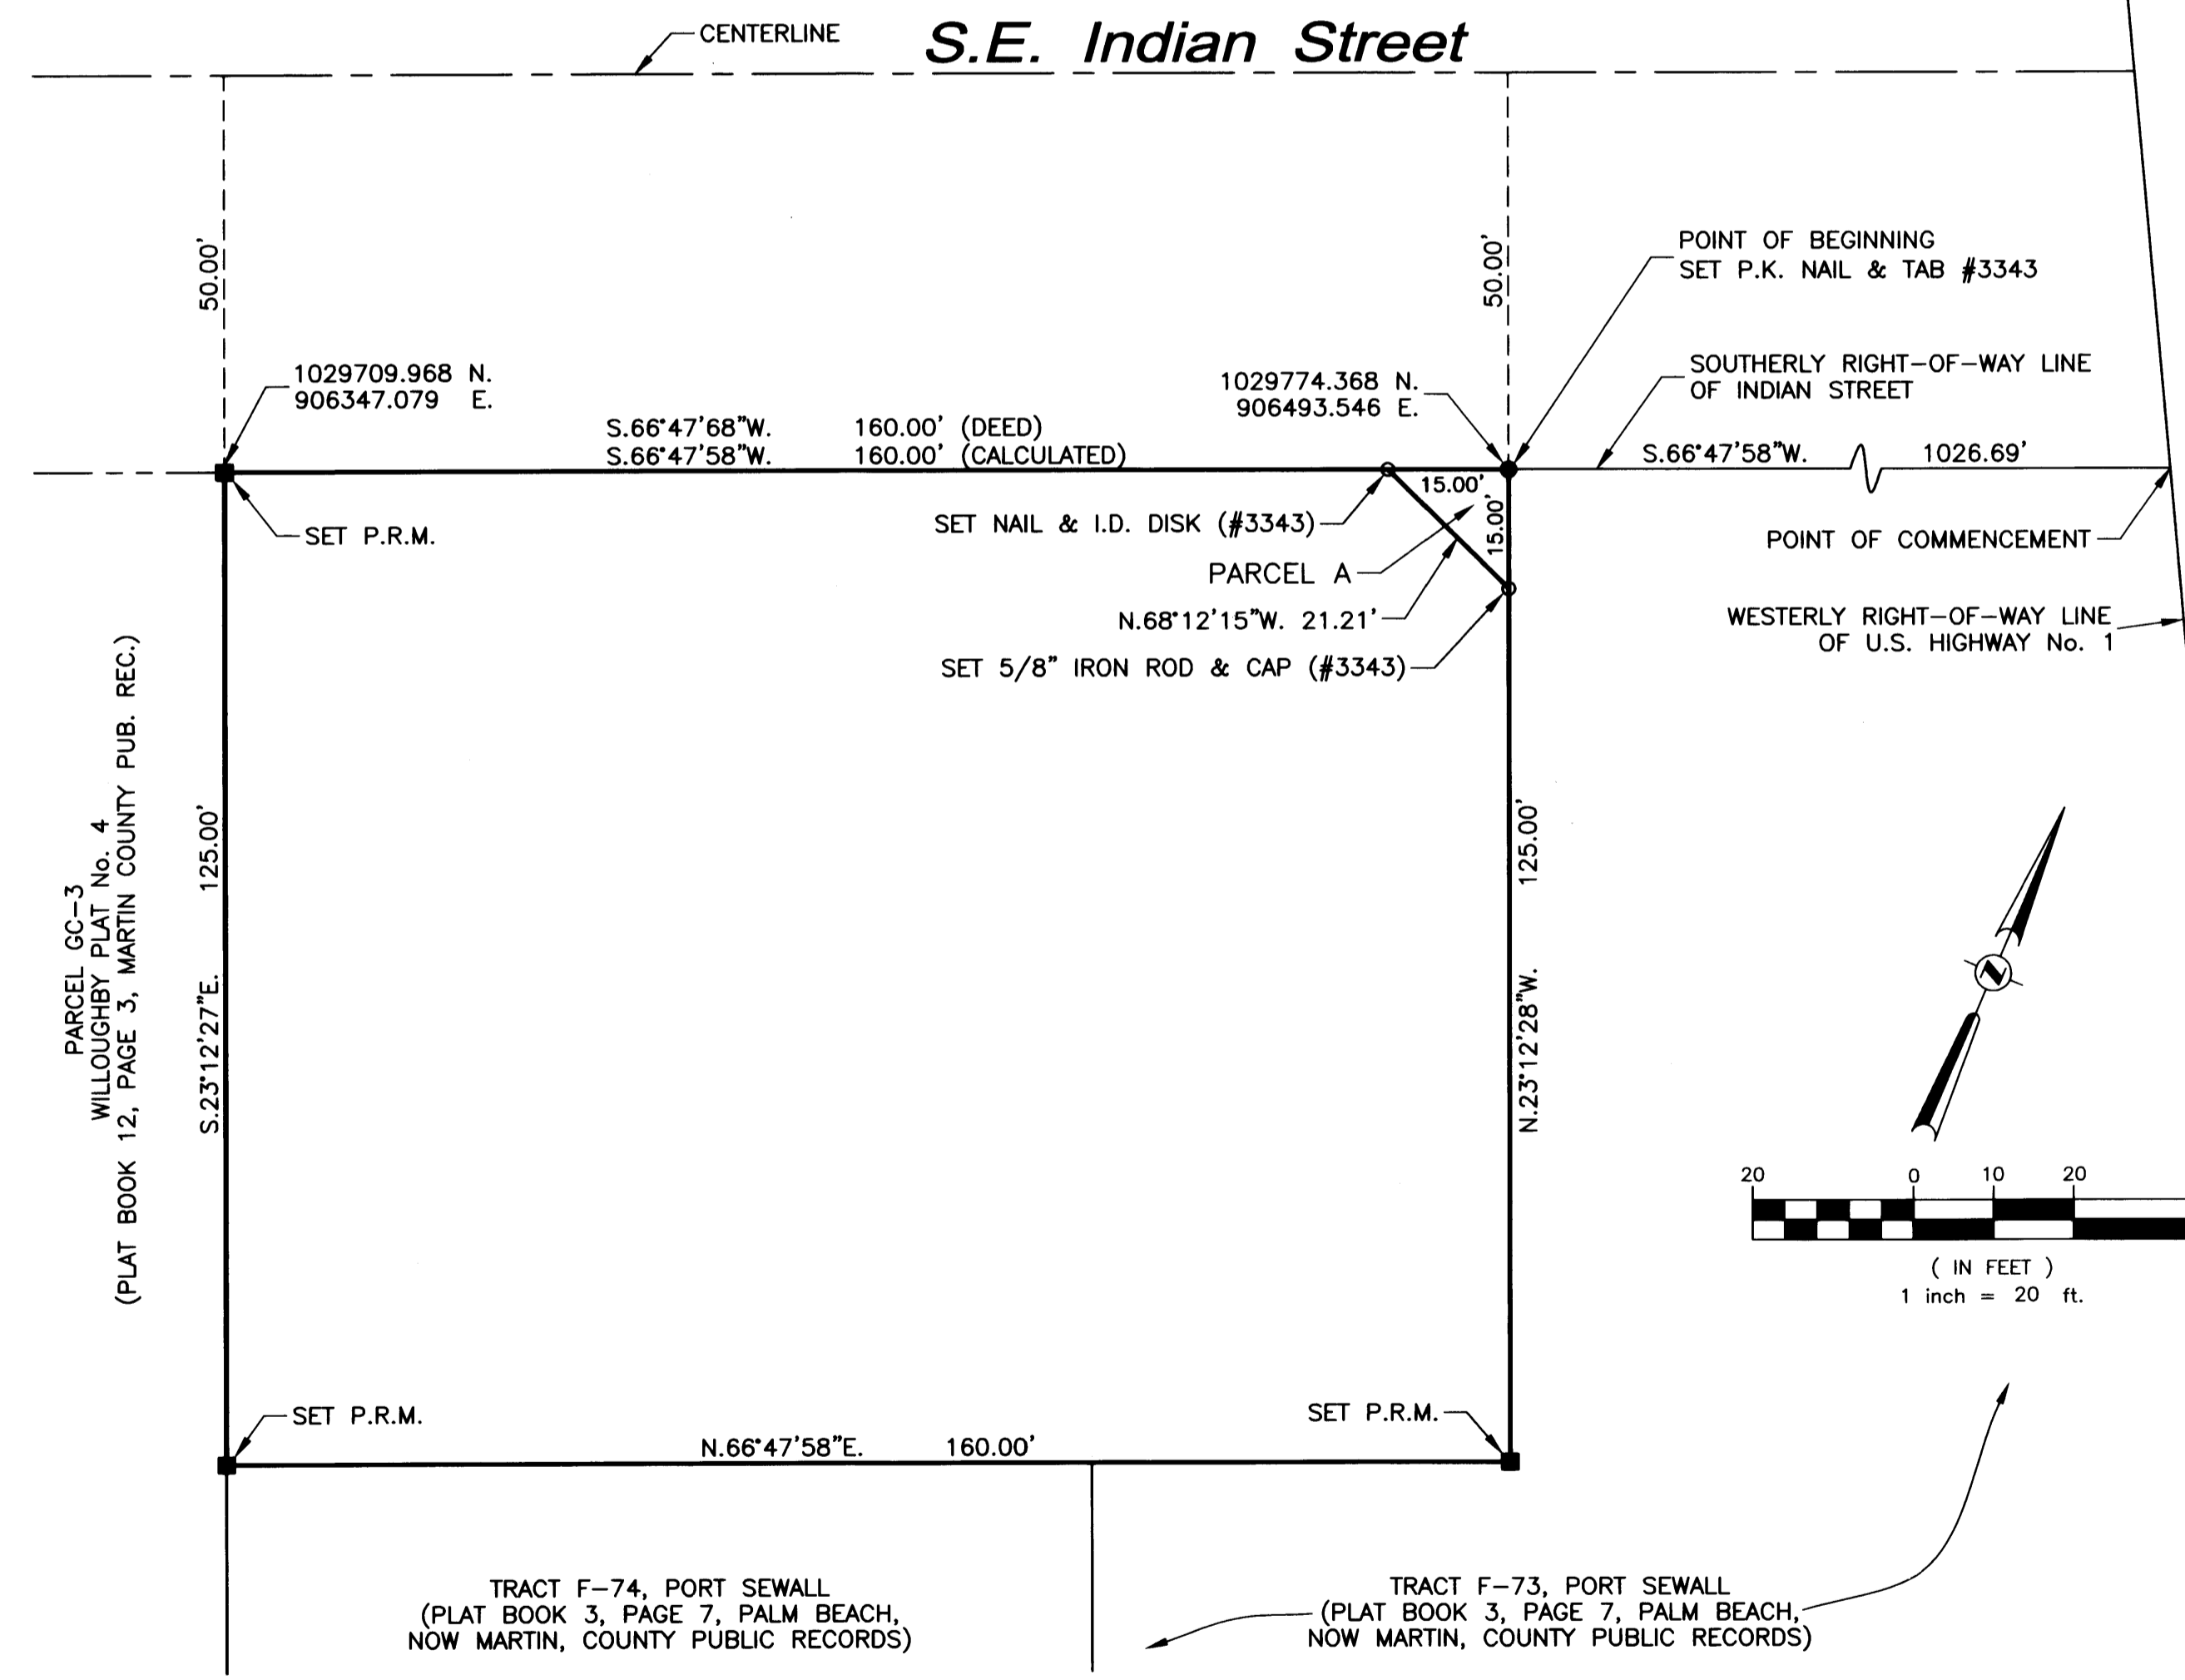 CENTERLINE
S.E. Indian Street
50.00'
50.00'
POINT OF BEGINNING
SET P.K. NAIL & TAB #3343
1029709.968 N.
906347.079 E.
1029774.368 N.
906493.546 E.
SOUTHERLY RIGHT-OF-WAY LINE
OF INDIAN STREET
S.66°47'68"W. 160.00' (DEED)
S.66°47'58"W. 160.00' (CALCULATED)
S.66°47'58"W. 1026.69'
15.00'
15.00'
SET NAIL & I.D. DISK (#3343)
SET P.R.M.
POINT OF COMMENCEMENT
PARCEL A
N.68°12'15"W. 21.21'
WESTERLY RIGHT-OF-WAY LINE
OF U.S. HIGHWAY No. 1
SET 5/8" IRON ROD & CAP (#3343)
PARCEL GC-3
WILLOUGHBY PLAT No. 4
(PLAT BOOK 12, PAGE 3, MARTIN COUNTY PUB. REC.)
S.23°12'27"E. 125.00'
N.23°12'28"W. 125.00'
N
20 0 10 20
( IN FEET )
1 inch = 20 ft.
SET P.R.M.
SET P.R.M.
N.66°47'58"E. 160.00'
TRACT F-74, PORT SEWALL
(PLAT BOOK 3, PAGE 7, PALM BEACH,
NOW MARTIN, COUNTY PUBLIC RECORDS)
TRACT F-73, PORT SEWALL
(PLAT BOOK 3, PAGE 7, PALM BEACH,
NOW MARTIN, COUNTY PUBLIC RECORDS)